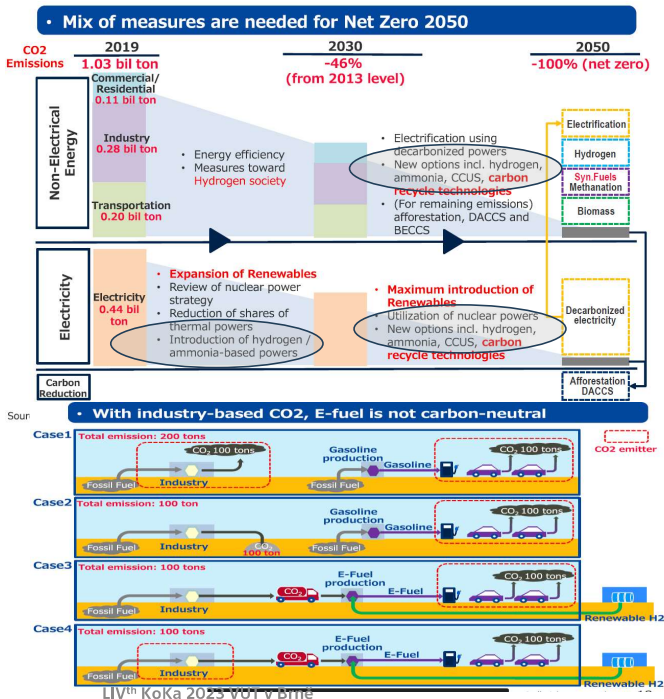 • Mix of measures are needed for Net Zero 2050
CO2 Emissions
2019
1.03 bil ton
2030
-46%
(from 2013 level)
2050
-100% (net zero)
Non-Electrical
Energy
Commercial/
Residential
0.11 bil ton
Industry
0.28 bil ton
Transportation
0.20 bil ton
• Energy efficiency
• Measures toward
Hydrogen society
• Electrification using
decarbonized powers
• New options incl. hydrogen,
ammonia, CCUS, carbon
recycle technologies
• (For remaining emissions)
afforestation, DACCS and
BECCS
Electrification
Hydrogen
Syn.Fuels
Methanation
Biomass
Electricity
Electricity
0.44 bil
ton
• Expansion of Renewables
• Review of nuclear power
strategy
• Reduction of shares of
thermal powers
• Introduction of hydrogen /
ammonia-based powers
• Maximum introduction of
Renewables
• Utilization of nuclear powers
• New options incl. hydrogen,
ammonia, CCUS, carbon
recycle technologies
Decarbonized
electricity
Carbon
Reduction
Afforestation
DACCS
Sour
• With industry-based CO2, E-fuel is not carbon-neutral
CO2 emitter
Case1
Total emission: 200 tons
CO2 100 tons
Fossil Fuel
Industry
Gasoline
production
Fossil Fuel
Gasoline
CO2 100 tons
Case2
Total emission: 100 ton
Fossil Fuel
Industry
CO2
100 ton
Gasoline
production
Fossil Fuel
Gasoline
CO2 100 tons
Case3
Total emission: 100 tons
Fossil Fuel
Industry
CO2
E-Fuel
production
E-Fuel
CO2 100 tons
Renewable H2
Case4
Total emission: 100 tons
Fossil Fuel
Industry
CO2
E-Fuel
production
E-Fuel
CO2 100 tons
Renewable H2
LIVth KoKa 2023 VUT v Brně